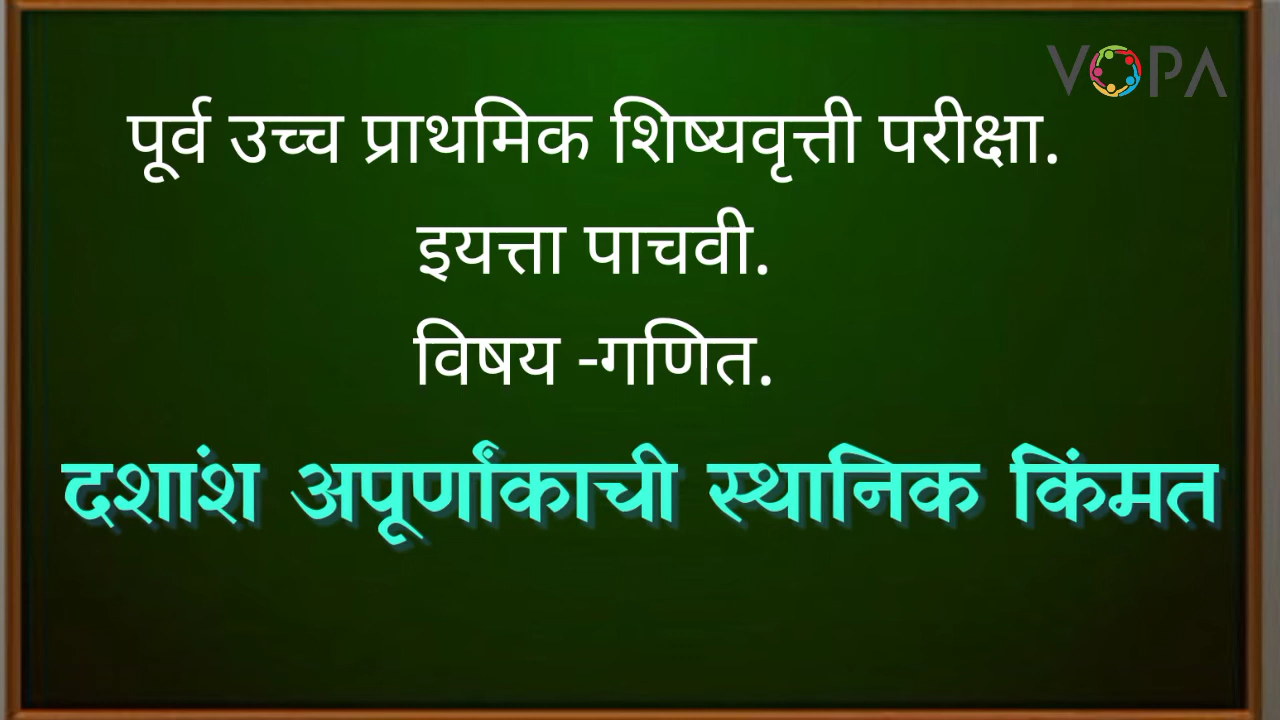 VOPA
पूर्व उच्च प्राथमिक शिष्यवृत्ती परीक्षा.
इयत्ता पाचवी.
विषय -गणित.
दशांश अपूर्णांकाची स्थानिक किंमत